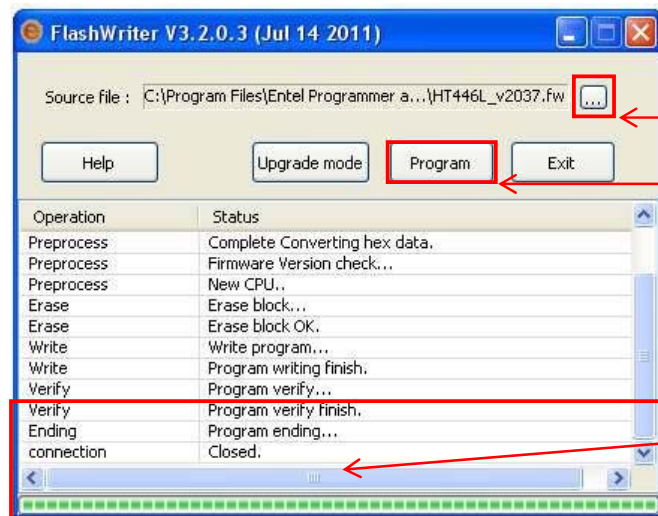 FlashWriter V3.2.0.3 (Jul 14 2011)
Source file : C:\Program Files\Entel Programmer a...\HT446L_v2037.fw ...
Help Upgrade mode Program Exit
Operation Status
Preprocess Complete Converting hex data.
Preprocess Firmware Version check...
Preprocess New CPU..
Erase Erase block...
Erase Erase block OK.
Write Write program...
Write Program writing finish.
Verify Program verify...
Verify Program verify finish.
Ending Program ending...
connection Closed.